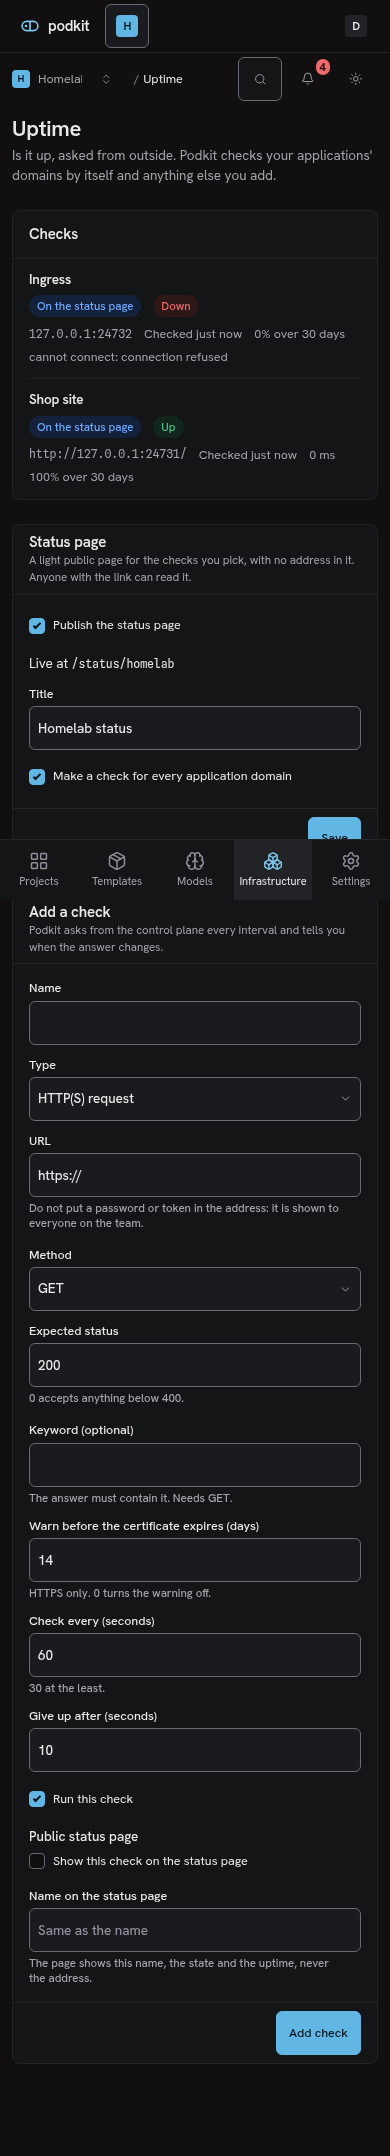 podkit
H
D
H
Homelal
/ Uptime
4
Uptime
Is it up, asked from outside. Podkit checks your applications'
domains by itself and anything else you add.
Checks
Ingress
On the status page
Down
127.0.0.1:24732 Checked just now 0% over 30 days
cannot connect: connection refused
Shop site
On the status page
Up
http://127.0.0.1:24731/ Checked just now 0 ms
100% over 30 days
Status page
A light public page for the checks you pick, with no address in it.
Anyone with the link can read it.
Publish the status page
Live at /status/homelab
Title
Homelab status
Make a check for every application domain
Save
Projects
Templates
Models
Infrastructure
Settings
Add a check
Podkit asks from the control plane every interval and tells you
when the answer changes.
Name
Type
HTTP(S) request
URL
https://
Do not put a password or token in the address: it is shown to
everyone on the team.
Method
GET
Expected status
200
0 accepts anything below 400.
Keyword (optional)
The answer must contain it. Needs GET.
Warn before the certificate expires (days)
14
HTTPS only. 0 turns the warning off.
Check every (seconds)
60
30 at the least.
Give up after (seconds)
10
Run this check
Public status page
Show this check on the status page
Name on the status page
Same as the name
The page shows this name, the state and the uptime, never
the address.
Add check